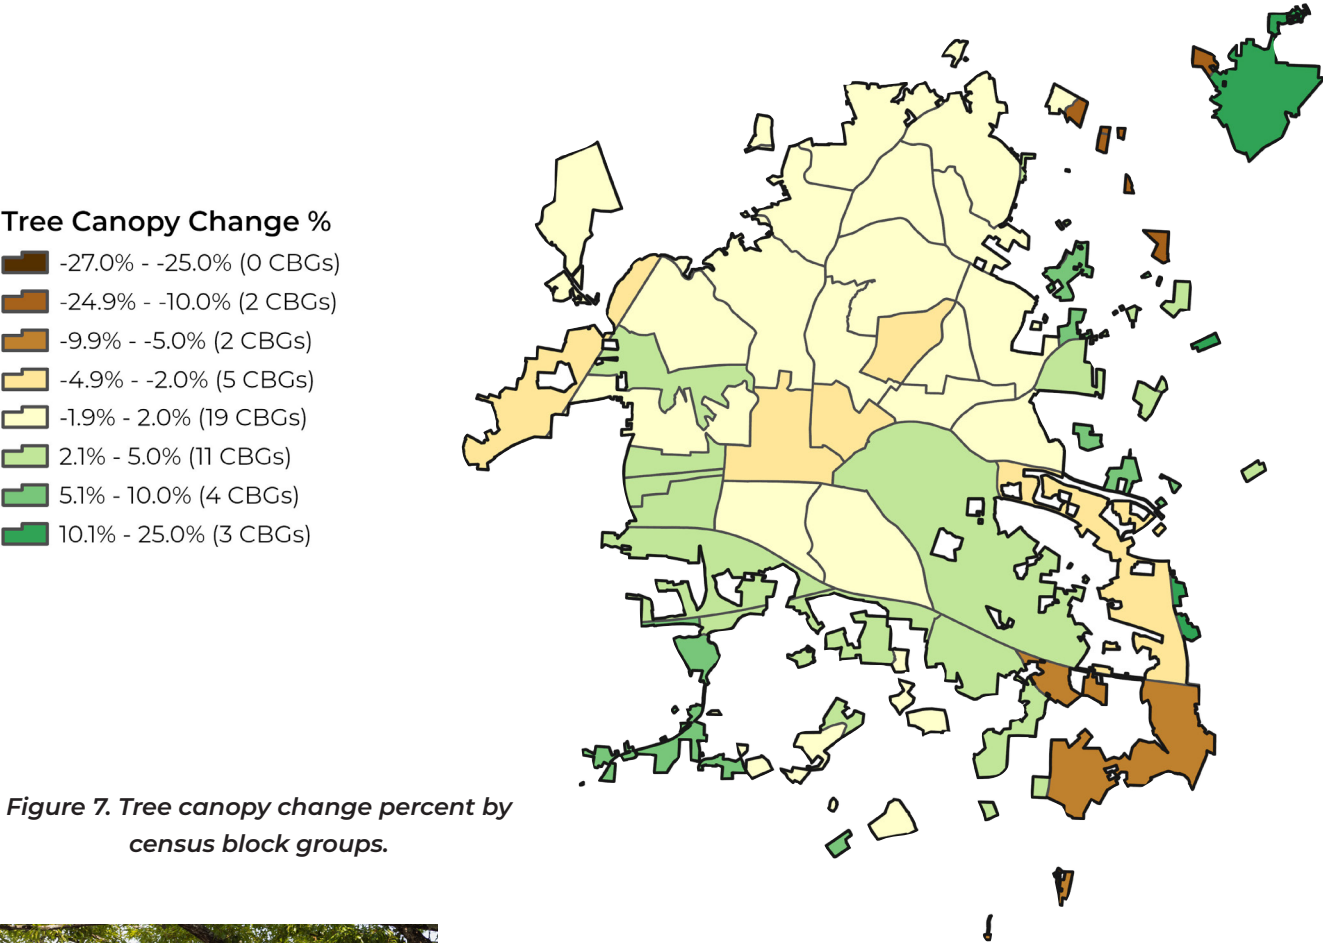 Tree Canopy Change %
-27.0% - -25.0% (0 CBGs)
-24.9% - -10.0% (2 CBGs)
-9.9% - -5.0% (2 CBGs)
-4.9% - -2.0% (5 CBGs)
-1.9% - 2.0% (19 CBGs)
2.1% - 5.0% (11 CBGs)
5.1% - 10.0% (4 CBGs)
10.1% - 25.0% (3 CBGs)
Figure 7. Tree canopy change percent by
census block groups.